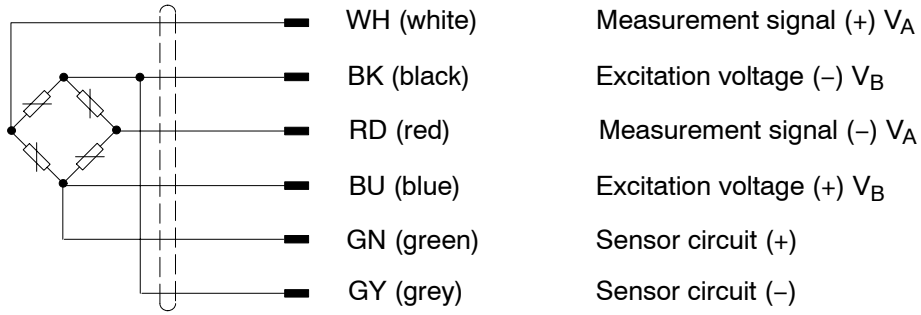 WH (white) Measurement signal (+) VA
BK (black) Excitation voltage (−) VB
RD (red) Measurement signal (−) VA
BU (blue) Excitation voltage (+) VB
GN (green) Sensor circuit (+)
GY (grey) Sensor circuit (−)